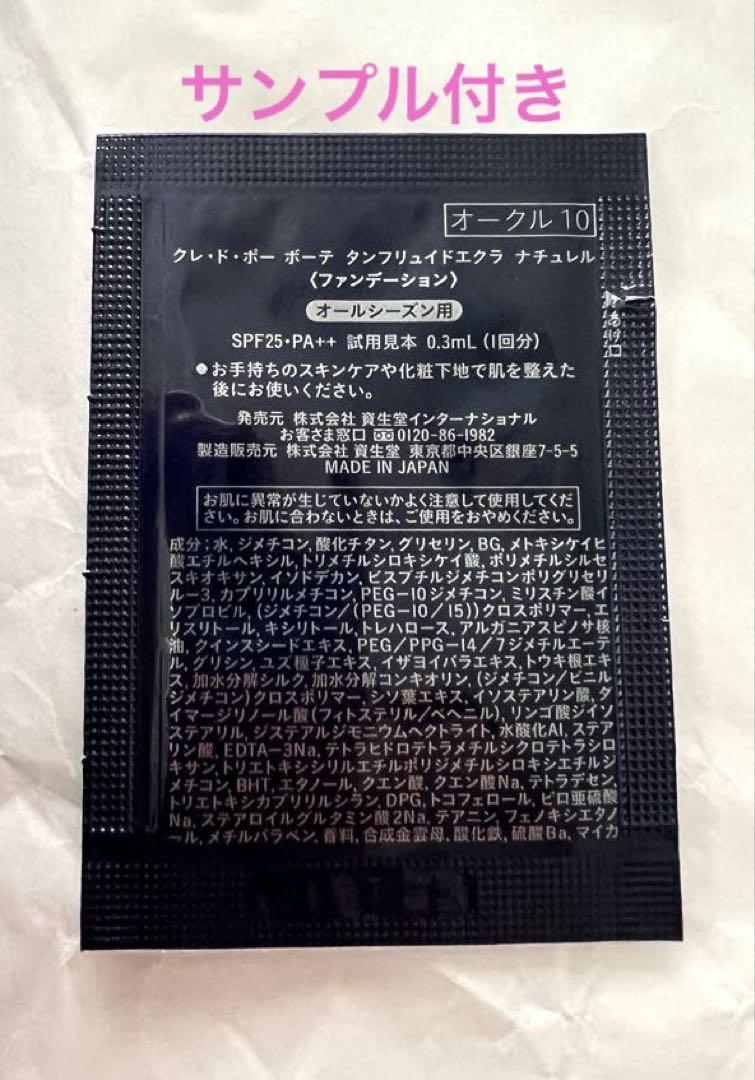 サンプル付き
オークル 10
クレ・ド・ポー ボーテ タンフリュイドエクラ ナチュレル
〈ファンデーション〉
オールシーズン用
SPF25・PA++ 試用見本 0.3mL (1回分)
●お手持ちのスキンケアや化粧下地で肌を整えた
後にお使いください。
発売元 株式会社 資生堂インターナショナル
お客さま窓口 0120-86-1982
製造販売元 株式会社 資生堂 東京都中央区銀座7-5-5
MADE IN JAPAN
お肌に異常が生じていないかよく注意して使用してくだ
さい。お肌に合わないときは、ご使用をおやめください。
成分：水, ジメチコン, 酸化チタン, グリセリン, BG, メトキシケイヒ
酸エチルヘキシル, トリメチルシロキシケイ酸, ポリメチルシルセ
スキオキサン, イソドデカン, ビスブチルジメチコンポリグリセリ
ル-3, カプリリルメチコン, PEG-10ジメチコン, ミリスチン酸イ
ソプロピル, (ジメチコン/(PEG-10/15))クロスポリマー, エ
リスリトール, キシリトール, トレハロース, アルガニアスピノサ核
油, クインスシードエキス, PEG/PPG-14/7ジメチルエーテ
ル, グリシン, ユズ種子エキス, イザヨイバラエキス, トウキ根エキ
ス, 加水分解シルク, 加水分解コンキオリン, (ジメチコン/ビニル
ジメチコン)クロスポリマー, シソ葉エキス, イソステアリン酸, ダ
イマージリノール酸(フィトステリル/ベヘニル), リンゴ酸ジイソ
ステアリル, ジステアルジモニウムヘクトライト, 水酸化Al, ステア
リン酸, EDTA-3Na, テトラヒドロテトラメチルシクロテトラシロ
キサン, トリエトキシシリルエチルポリジメチルシロキシエチルジ
メチコン, BHT, エタノール, クエン酸, クエン酸Na, テトラデセン,
トリエトキシカプリリルシラン, DPG, トコフェロール, ピロ亜硫酸
Na, ステアロイルグルタミン酸2Na, テアニン, フェノキシエタノ
ール, メチルパラベン, 香料, 合成金雲母, 酸化鉄, 硫酸Ba, マイカ